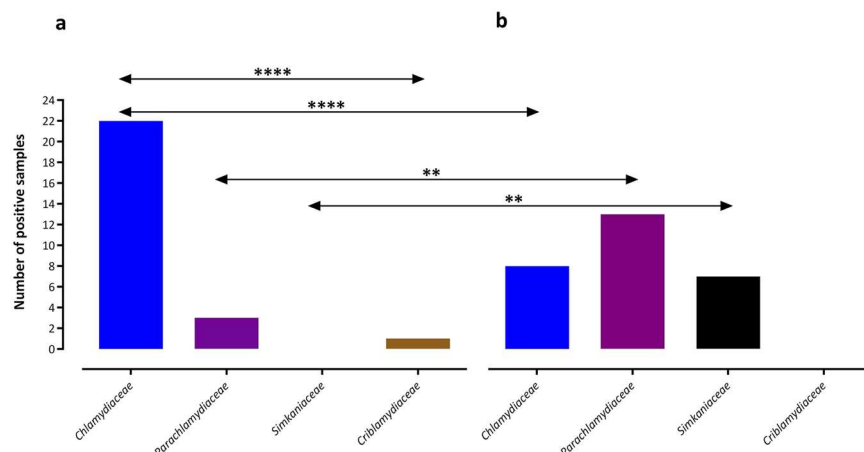 a
b
****
****
**
**
Number of positive samples
24
22
20
18
16
14
12
10
8
6
4
2
0
Chlamydiaceae
Parachlamydiaceae
Simkaniaceae
Criblamydiaceae
Chlamydiaceae
Parachlamydiaceae
Simkaniaceae
Criblamydiaceae